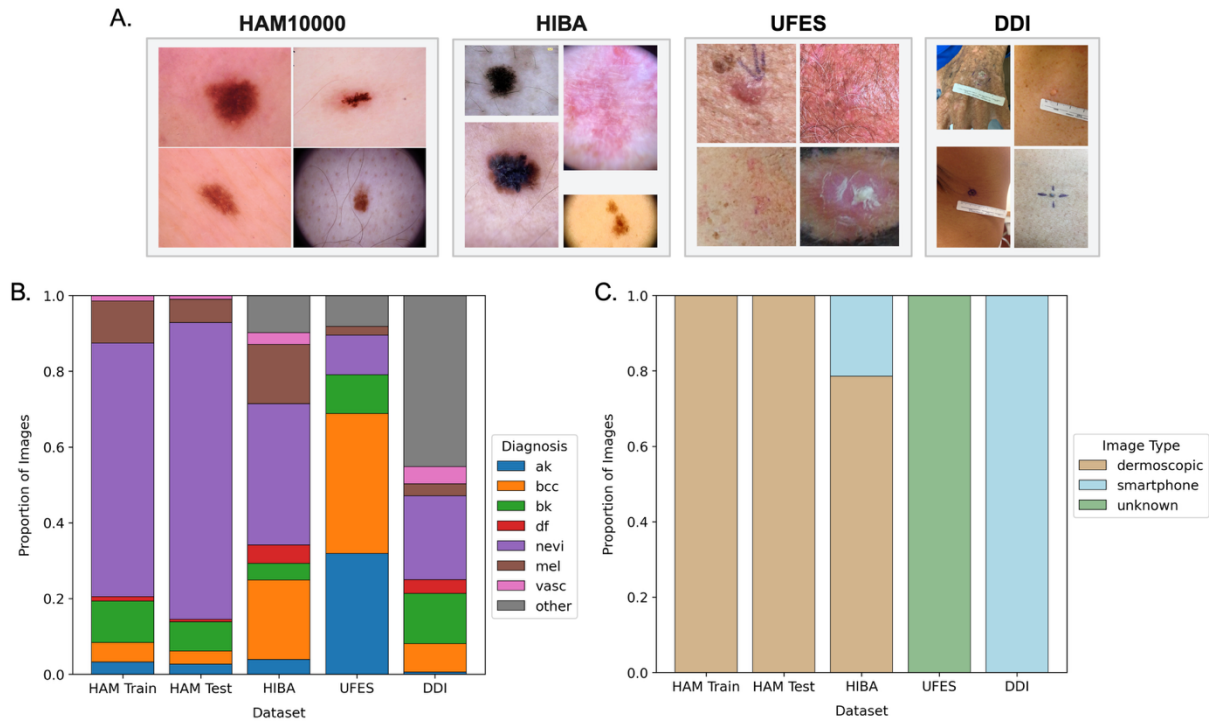 A.
HAM10000 HIBA UFES DDI
B.
1.0
0.8
0.6
0.4
0.2
0.0
Proportion of Images
HAM Train HAM Test HIBA UFES DDI
Dataset
Diagnosis
ak
bcc
bk
df
nevi
mel
vasc
other
C.
1.0
0.8
0.6
0.4
0.2
0.0
Proportion of Images
HAM Train HAM Test HIBA UFES DDI
Dataset
Image Type
dermoscopic
smartphone
unknown